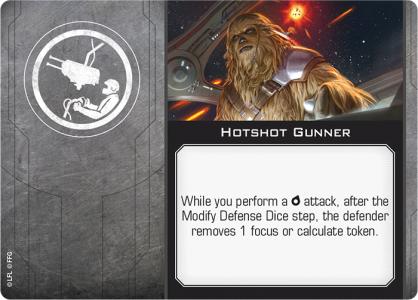 HOTSHOT GUNNER
While you perform a attack, after the
Modify Defense Dice step, the defender
removes 1 focus or calculate token.
© LFL © FFG